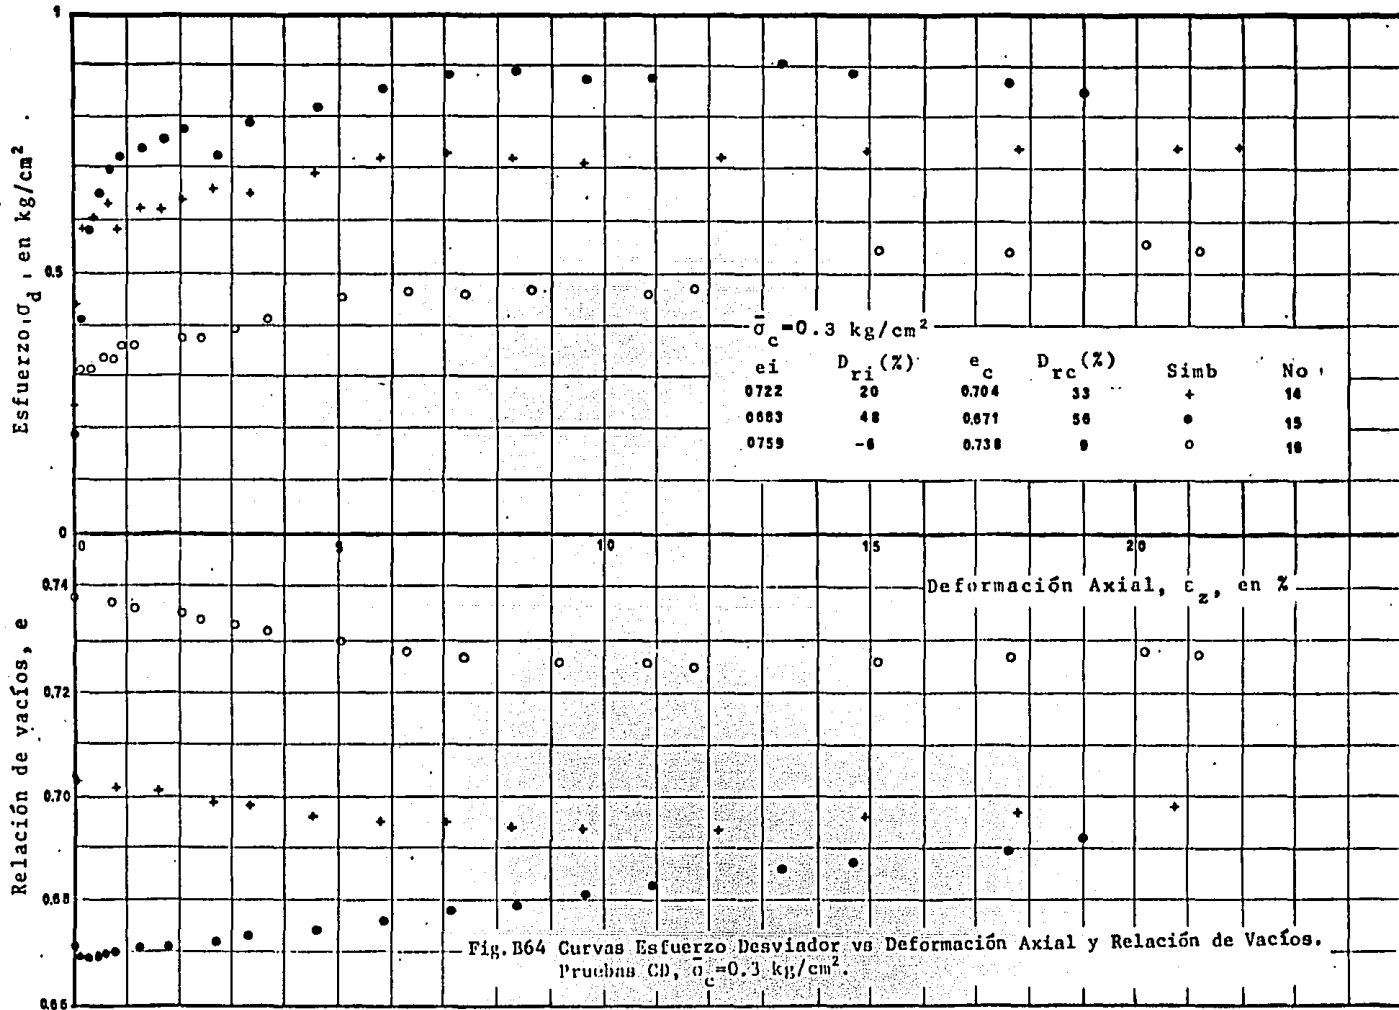 1
Esfuerzo, σd, en kg/cm²
0.5
0
0 5 10 15 20
σ̄c=0.3 kg/cm²
ei Dri(%) ec Drc(%) Simb No.
0722 20 0.704 33 + 14
0683 48 0,671 56 ● 15
0759 -6 0.738 9 o 16
Deformación Axial, εz, en %
Relación de vacíos, e
0.74
0.72
0.70
0.68
0.66
Fig. B64 Curvas Esfuerzo Desviador vs Deformación Axial y Relación de Vacíos.
Pruebas CD, σ̄c=0.3 kg/cm².